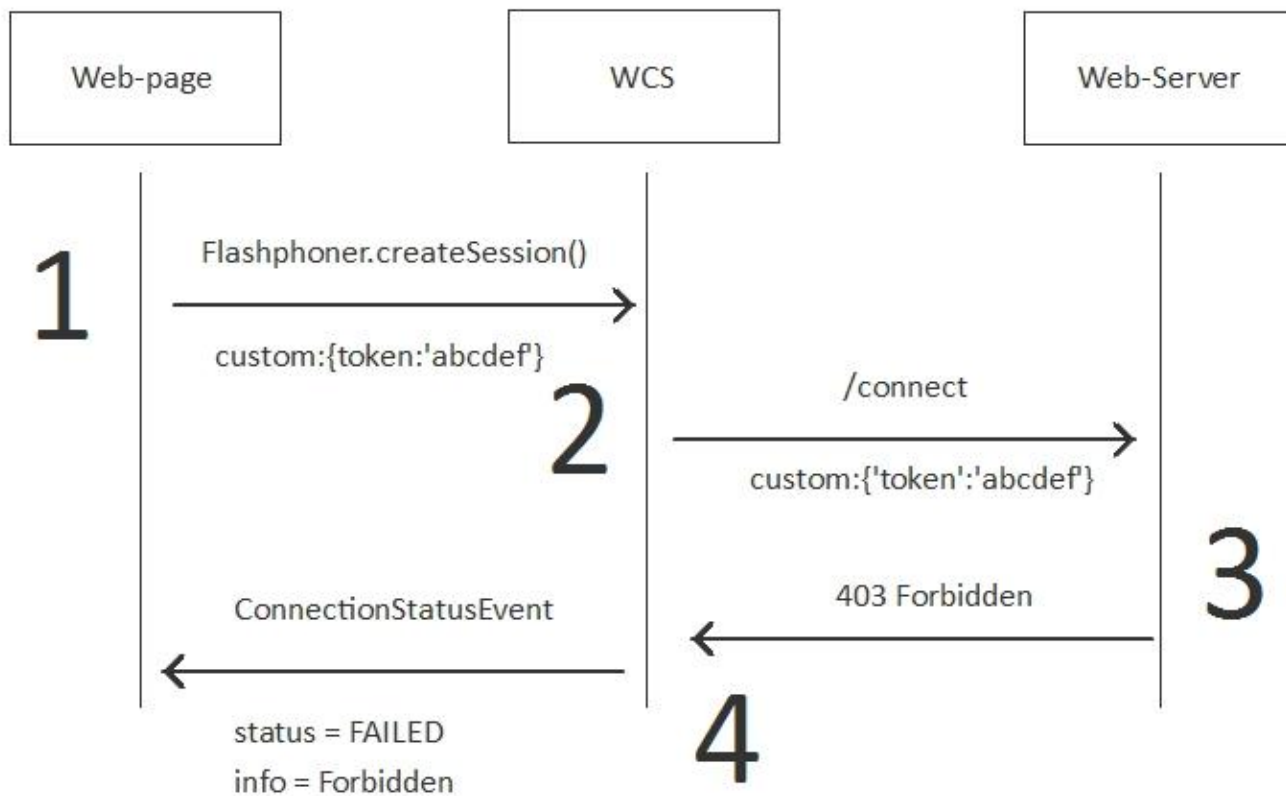 Web-page
WCS
Web-Server
1
Flashphoner.createSession()
custom:{token:'abcdef'}
2
/connect
custom:{'token':'abcdef'}
3
403 Forbidden
ConnectionStatusEvent
4
status = FAILED
info = Forbidden